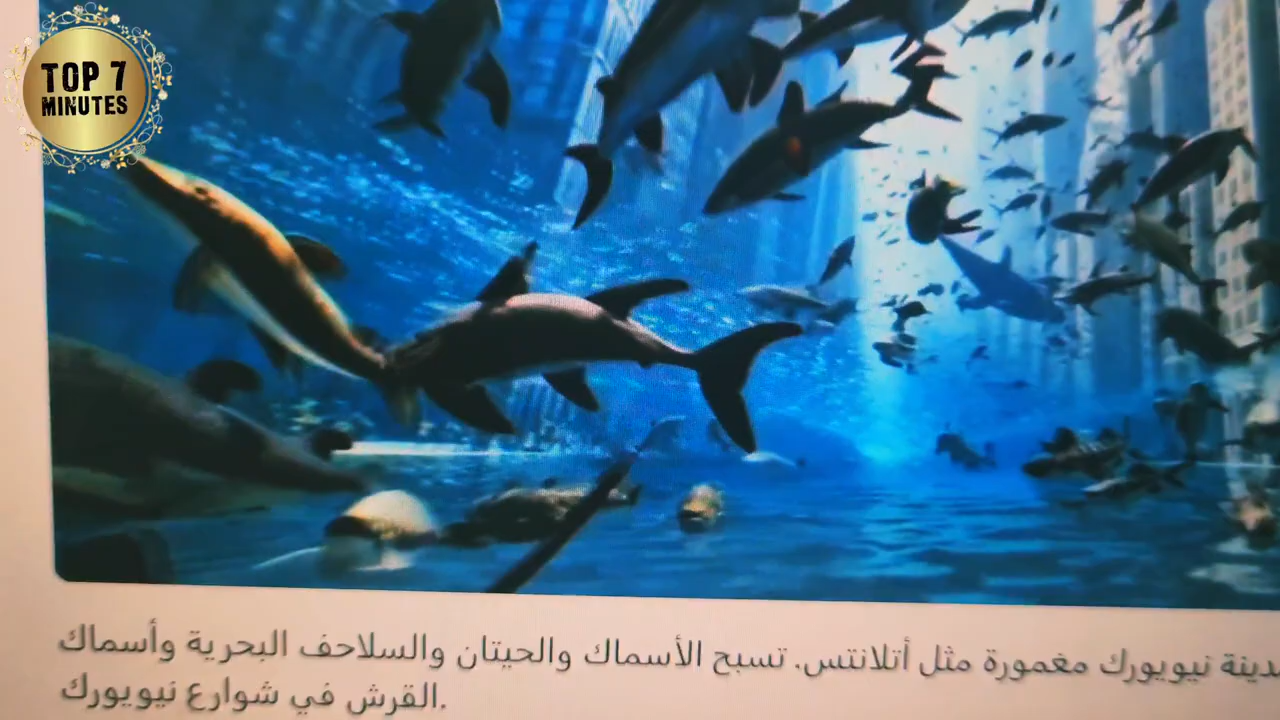 TOP 7
MINUTES
نيويورك مغمورة مثل أتلانتس. تسبح الأسماك والحيتان والسلاحف البحرية وأسماك
القرش في شوارع نيويورك.